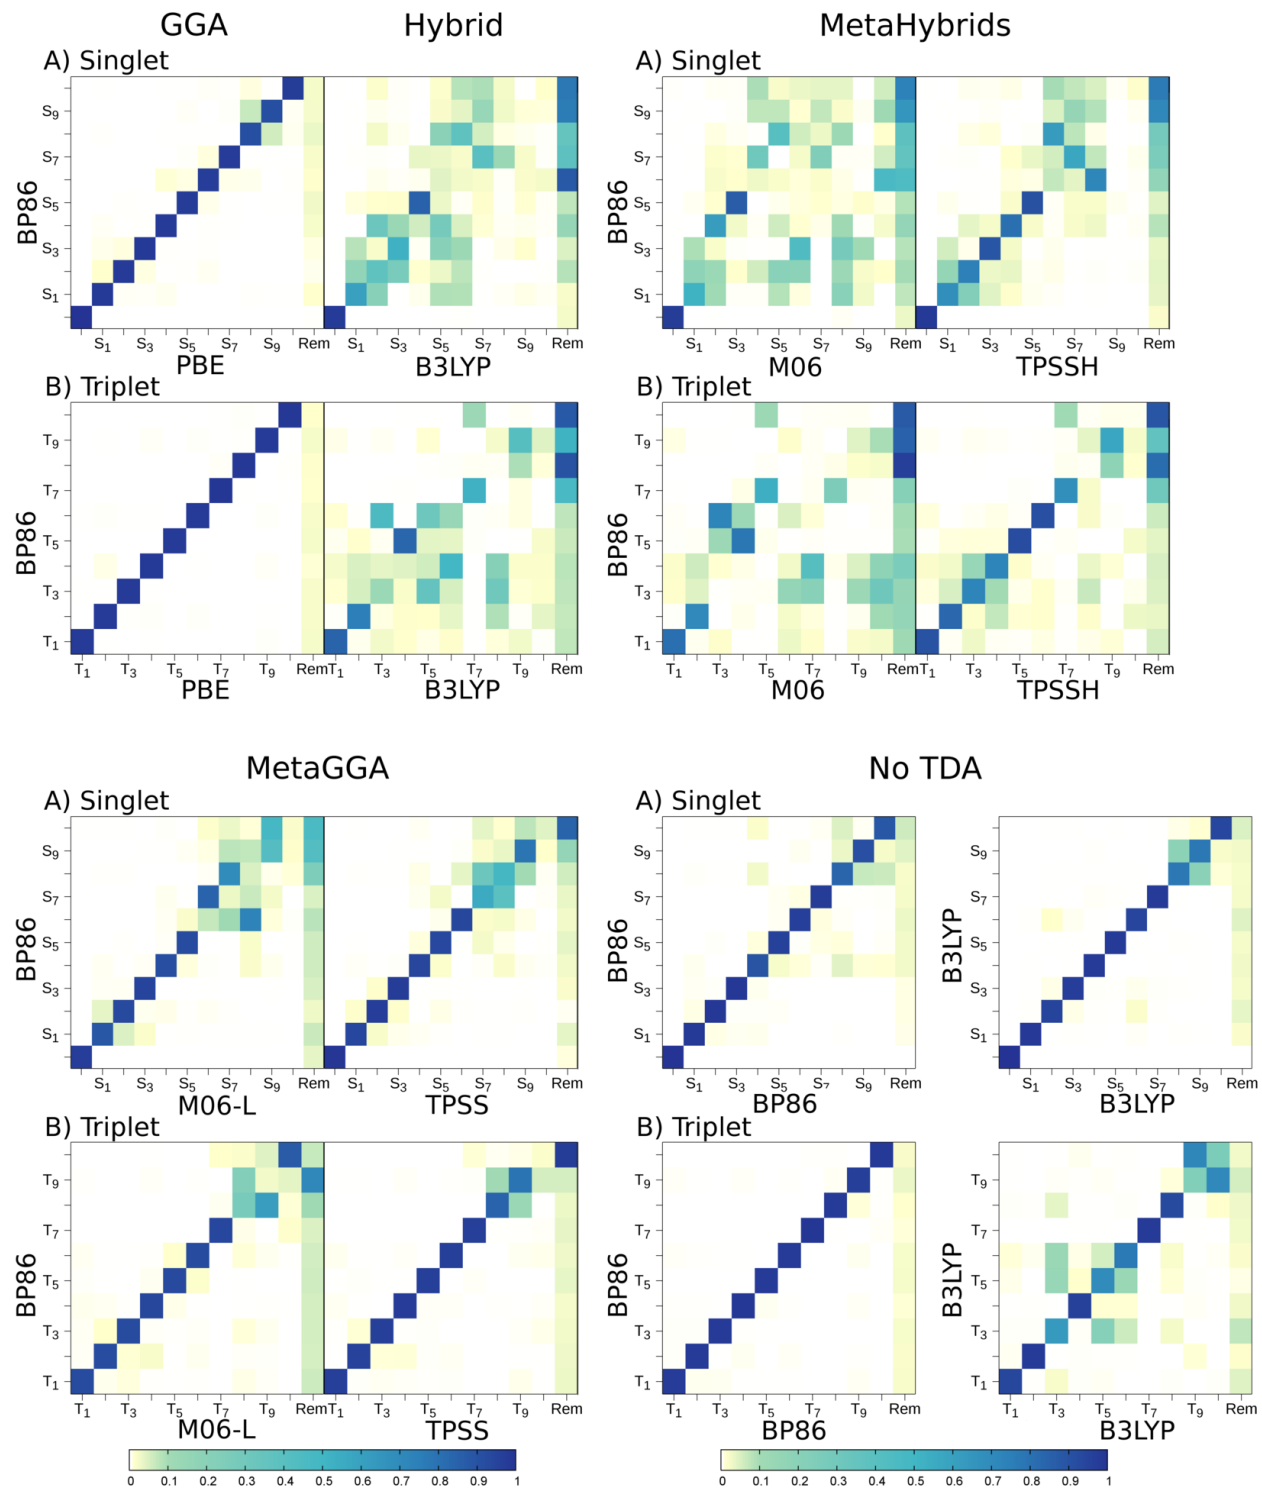 GGA Hybrid MetaHybrids
A) Singlet A) Singlet
BP86 S9 S7 S5 S3 S1
BP86 S9 S7 S5 S3 S1
S1 S3 S5 S7 S9 Rem S1 S3 S5 S7 S9 Rem S1 S3 S5 S7 S9 Rem S1 S3 S5 S7 S9 Rem
PBE B3LYP M06 TPSSH
B) Triplet B) Triplet
BP86 T9 T7 T5 T3 T1
BP86 T9 T7 T5 T3 T1
T1 T3 T5 T7 T9 Rem T1 T3 T5 T7 T9 Rem T1 T3 T5 T7 T9 Rem T1 T3 T5 T7 T9 Rem
PBE B3LYP M06 TPSSH
MetaGGA No TDA
A) Singlet A) Singlet
BP86 S9 S7 S5 S3 S1
BP86 S9 S7 S5 S3 S1
B3LYP S9 S7 S5 S3 S1
S1 S3 S5 S7 S9 Rem S1 S3 S5 S7 S9 Rem S1 S3 S5 S7 S9 Rem S1 S3 S5 S7 S9 Rem
M06-L TPSS BP86 B3LYP
B) Triplet B) Triplet
BP86 T9 T7 T5 T3 T1
BP86 T9 T7 T5 T3 T1
B3LYP T9 T7 T5 T3 T1
T1 T3 T5 T7 T9 Rem T1 T3 T5 T7 T9 Rem T1 T3 T5 T7 T9 Rem T1 T3 T5 T7 T9 Rem
M06-L TPSS BP86 B3LYP
0 0.1 0.2 0.3 0.4 0.5 0.6 0.7 0.8 0.9 1 0 0.1 0.2 0.3 0.4 0.5 0.6 0.7 0.8 0.9 1